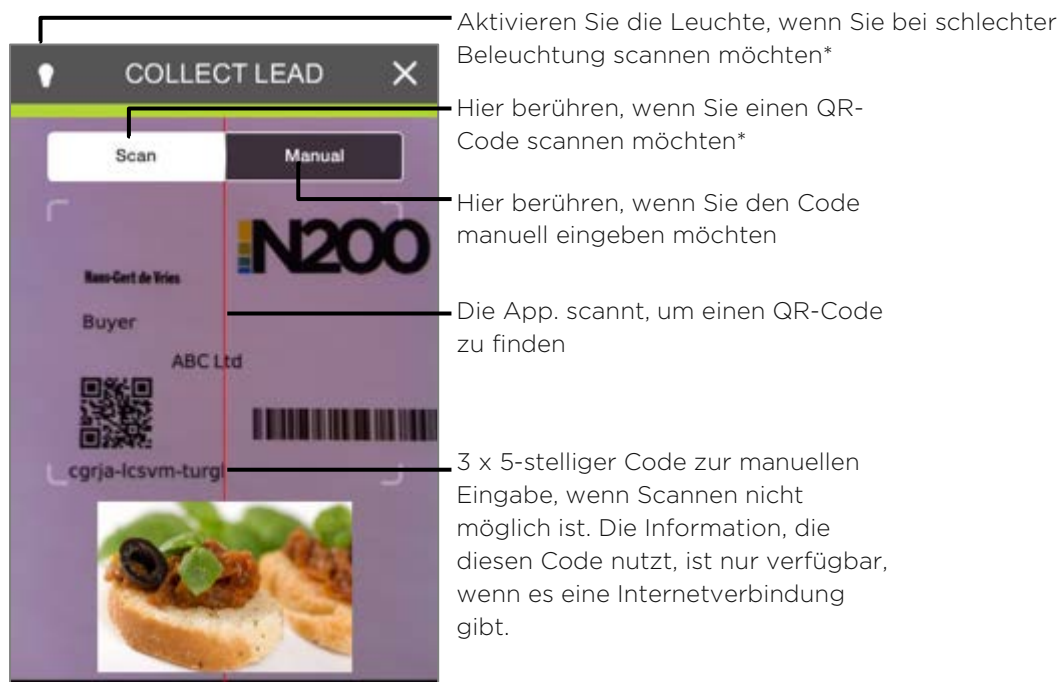 Aktivieren Sie die Leuchte, wenn Sie bei schlechter
Beleuchtung scannen möchten*
COLLECT LEAD
Hier berühren, wenn Sie einen QR-
Code scannen möchten*
Scan
Manual
Hier berühren, wenn Sie den Code
manuell eingeben möchten
N200
Hans-Gert de Vries
Buyer
Die App. scannt, um einen QR-Code
zu finden
ABC Ltd
cgrja-lcsvm-turgl
3 x 5-stelliger Code zur manuellen
Eingabe, wenn Scannen nicht
möglich ist. Die Information, die
diesen Code nutzt, ist nur verfügbar,
wenn es eine Internetverbindung
gibt.